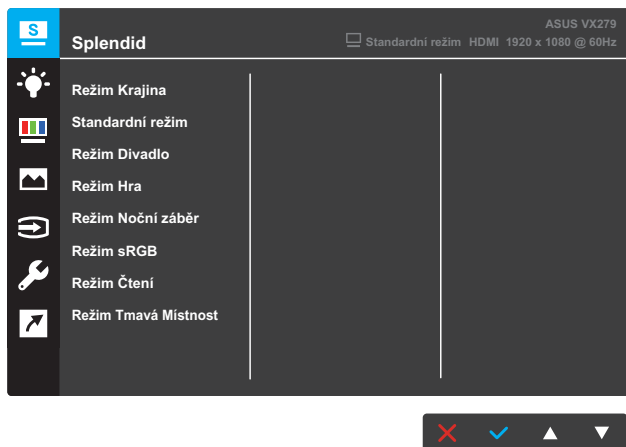 S
ASUS VX279
Splendid
Standardní režim HDMI 1920 x 1080 @ 60Hz
Režim Krajina
Standardní režim
Režim Divadlo
Režim Hra
Režim Noční záběr
Režim sRGB
Režim Čtení
Režim Tmavá Místnost